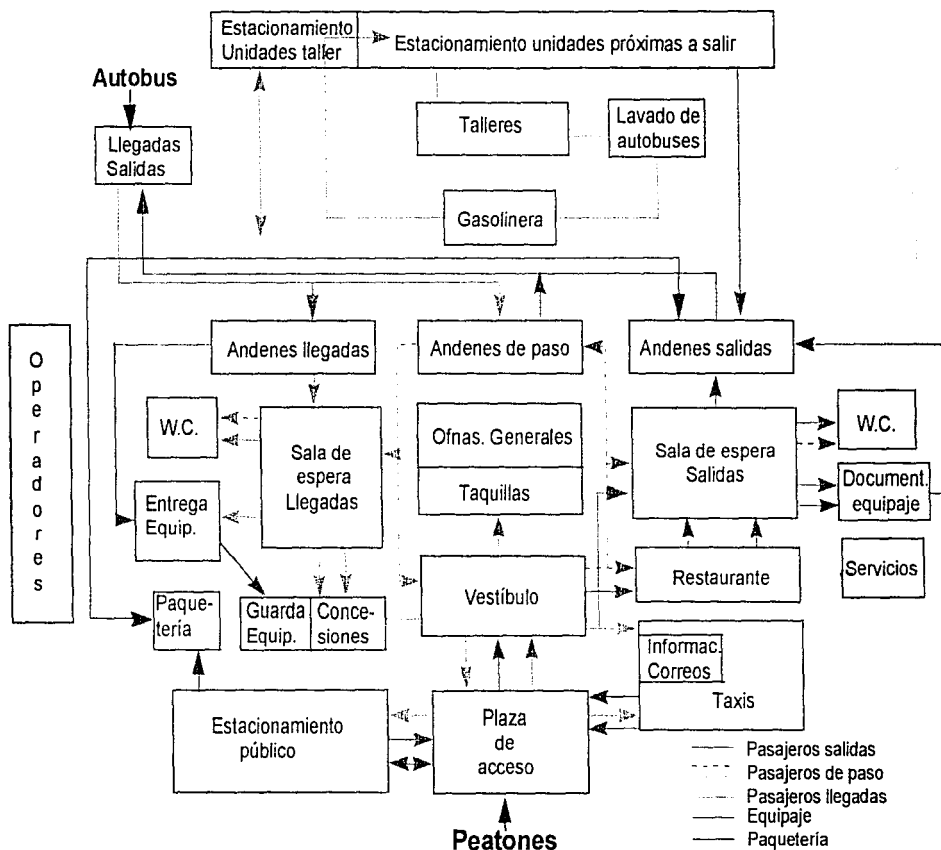 Estacionamiento
Unidades taller
Estacionamiento unidades próximas a salir
Autobus
Llegadas
Salidas
Talleres
Lavado de
autobuses
Gasolinera
Operadores
Andenes llegadas
Andenes de paso
Andenes salidas
W.C.
Sala de
espera
Llegadas
Ofnas. Generales
Taquillas
Sala de espera
Salidas
W.C.
Document.
equipaje
Entrega
Equip.
Servicios
Restaurante
Vestíbulo
Paque-
tería
Guarda
Equip.
Conce-
siones
Informac.
Correos
Taxis
Estacionamiento
público
Plaza
de
acceso
Peatones
Pasajeros salidas
Pasajeros de paso
Pasajeros llegadas
Equipaje
Paquetería